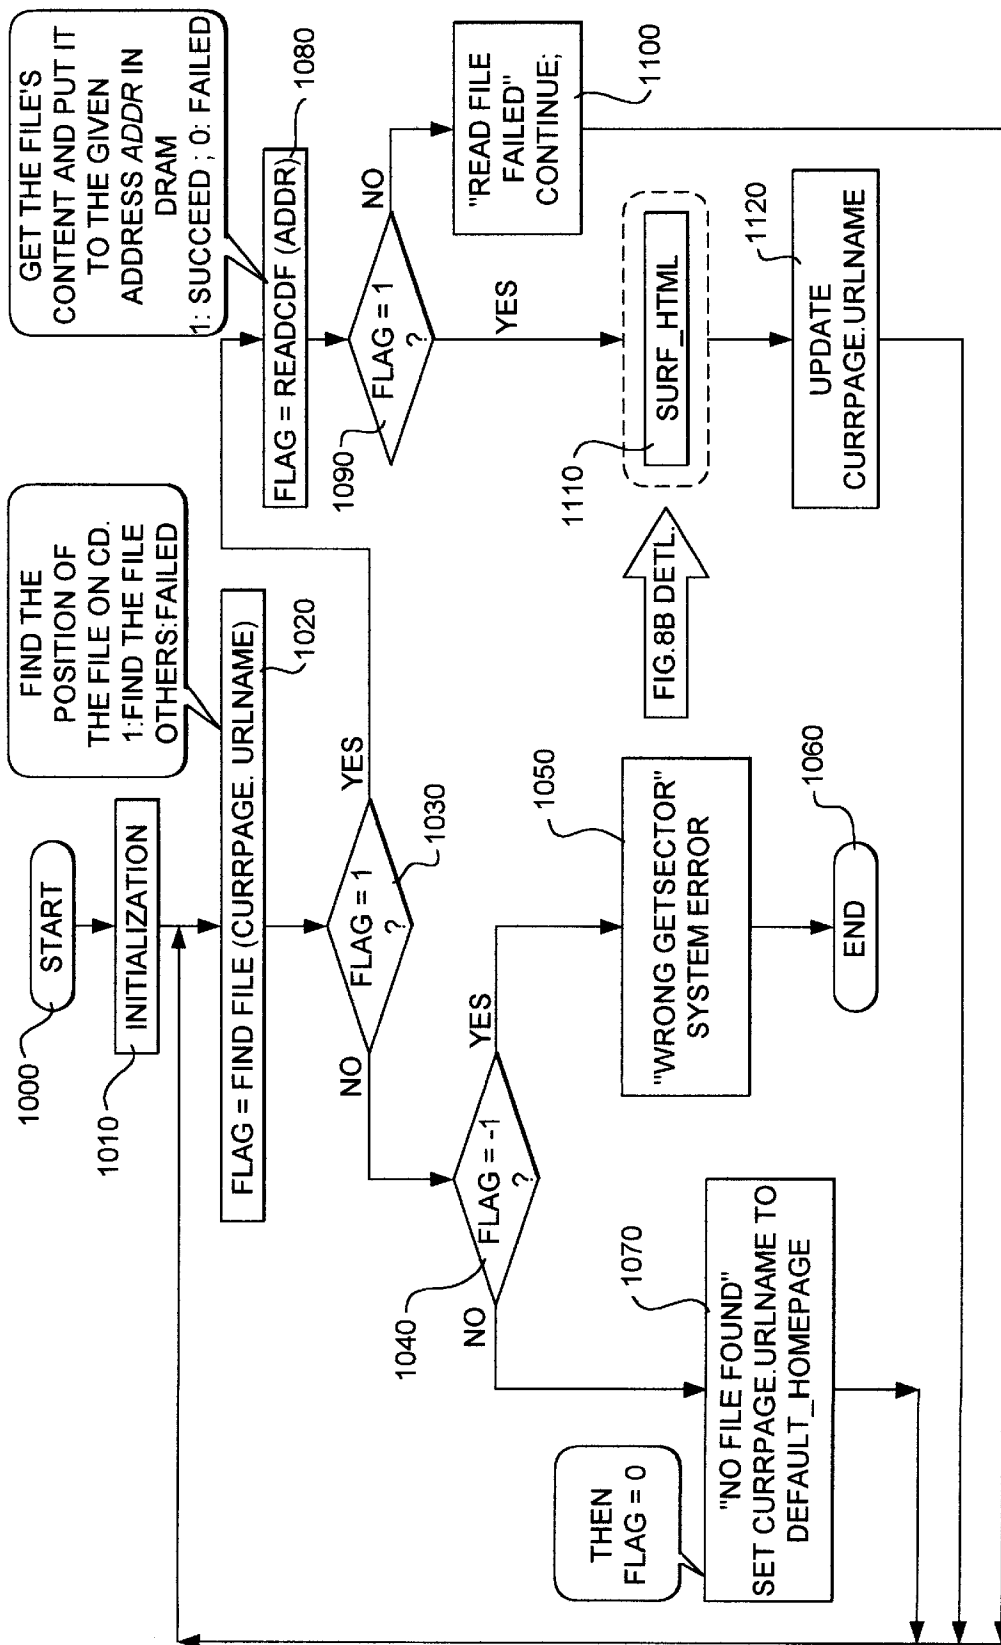 1000
START
1010
INITIALIZATION
FIND THE
POSITION OF
THE FILE ON CD.
1:FIND THE FILE
OTHERS:FAILED
FLAG = FIND FILE (CURRPAGE. URLNAME)
1020
FLAG = 1
?
1030
NO
YES
FLAG = -1
?
1040
NO
YES
"WRONG GETSECTOR"
SYSTEM ERROR
1050
END
1060
THEN
FLAG = 0
"NO FILE FOUND"
SET CURRPAGE.URLNAME TO
DEFAULT_HOMEPAGE
1070
GET THE FILE'S
CONTENT AND PUT IT
TO THE GIVEN
ADDRESS ADDR IN
DRAM
1: SUCCEED ; 0: FAILED
FLAG = READCDF (ADDR)
1080
FLAG = 1
?
1090
NO
YES
"READ FILE
FAILED"
CONTINUE;
1100
FIG.8B DETL.
1110
SURF_HTML
UPDATE
CURRPAGE.URLNAME
1120